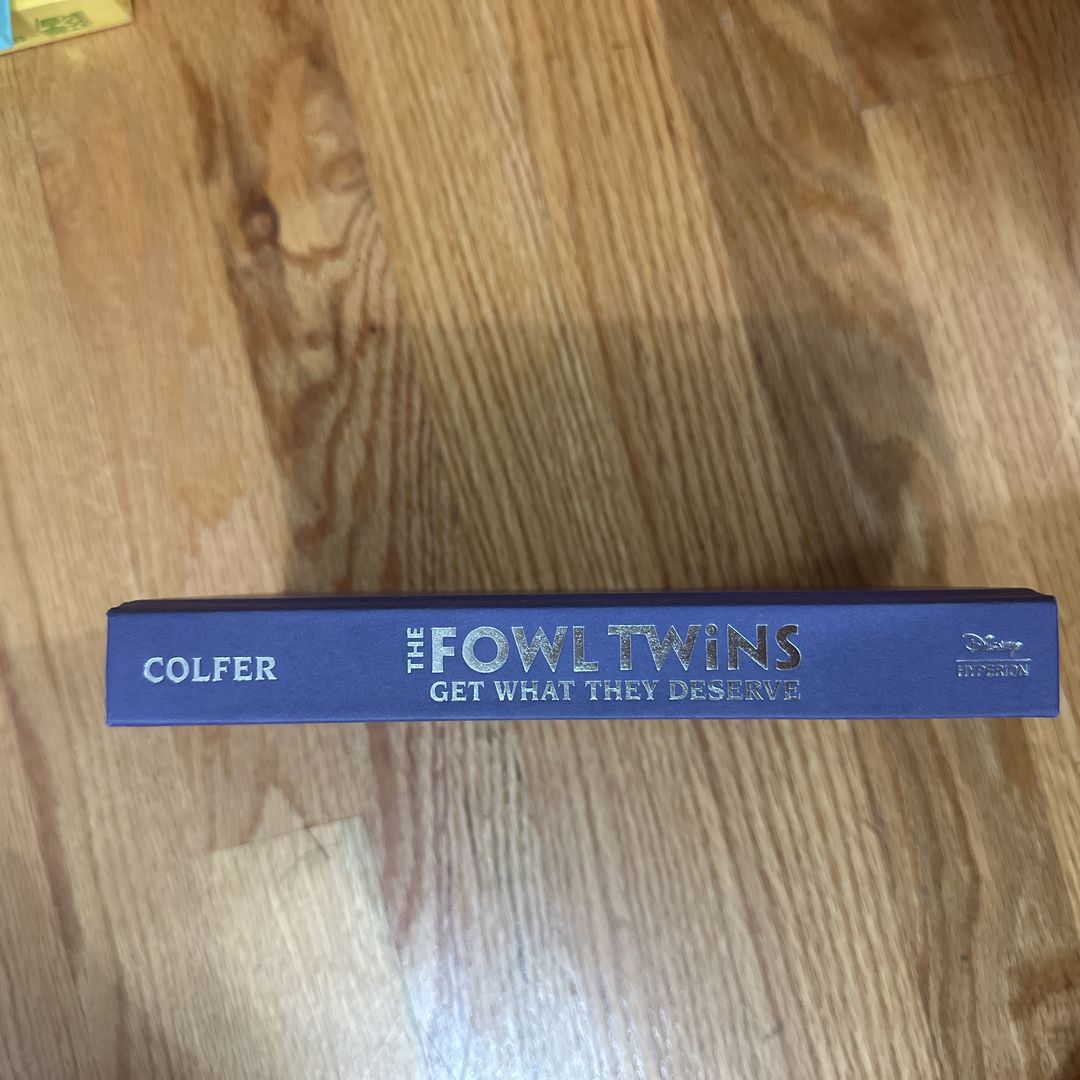 COLFER
THE FOWL TWiNS
GET WHAT THEY DESERVE
Disney
HYPERION